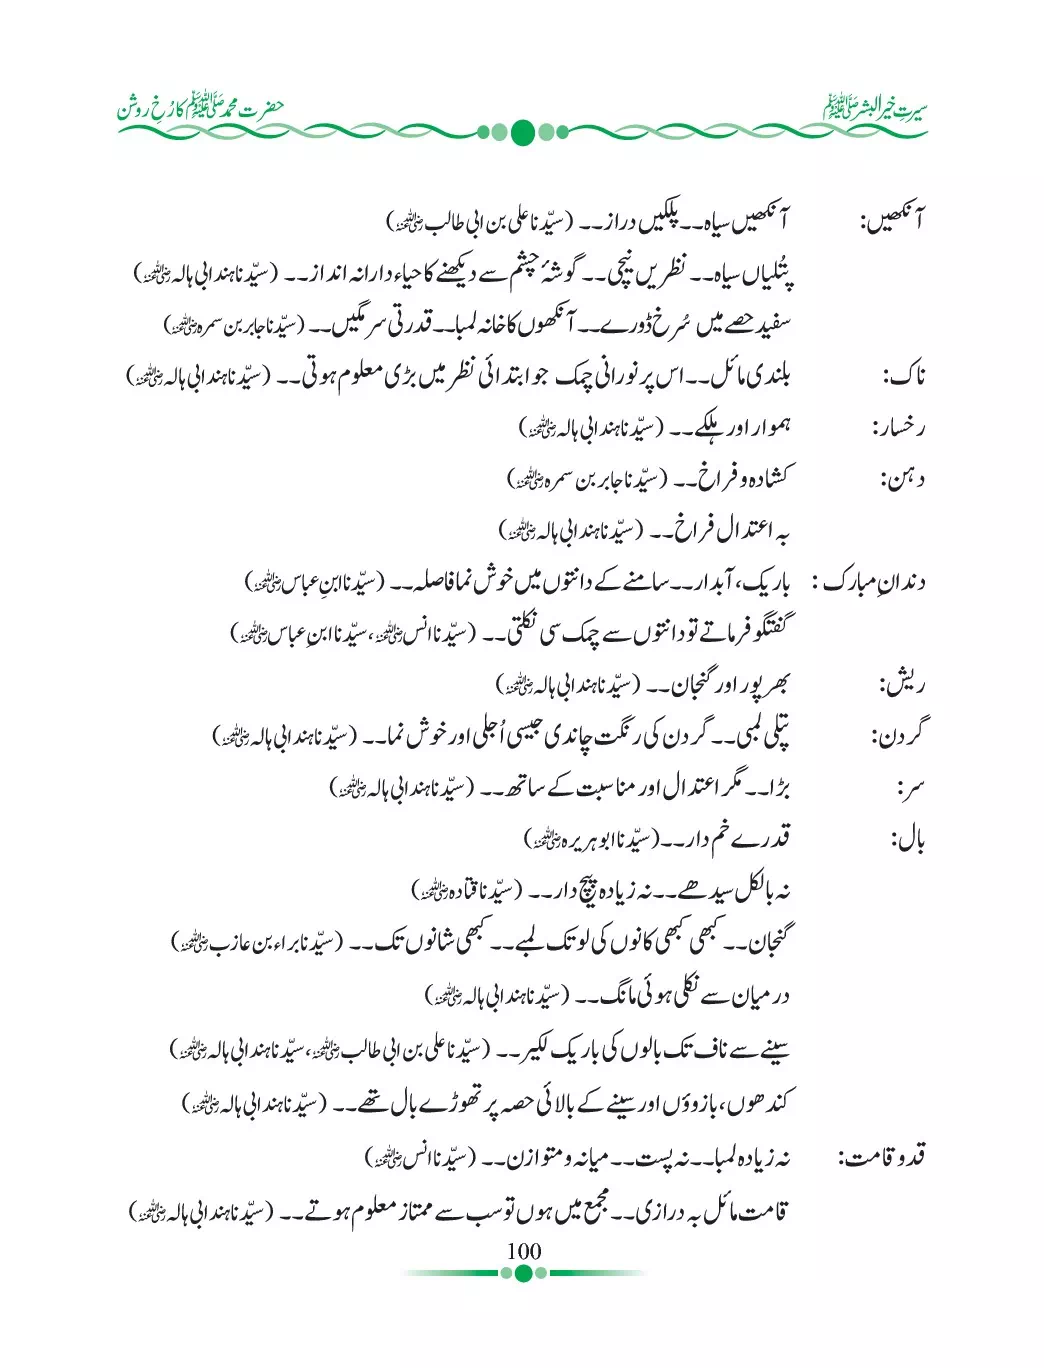 سیرتِ خیر البشر ﷺ
حضرت محمد ﷺ کا رُخِ روشن
آنکھیں: آنکھیں سیاہ۔۔ پلکیں دراز۔۔ (سیّدنا علی بن ابی طالب رضی اللہ عنہ)
پُتلیاں سیاہ۔۔ نظریں نیچی۔۔ گوشۂ چشم سے دیکھنے کا حیاء دارانہ انداز۔۔ (سیّدنا ہند ابی ہالہ رضی اللہ عنہ)
سفید حصے میں سُرخ ڈورے۔۔ آنکھوں کا خانہ لمبا۔۔ قدرتی سرمگیں۔۔ (سیّدنا جابر بن سمرہ رضی اللہ عنہ)
ناک: بلندی مائل۔۔ اس پر نورانی چمک جو ابتدائی نظر میں بڑی معلوم ہوتی۔۔ (سیّدنا ہند ابی ہالہ رضی اللہ عنہ)
رخسار: ہموار اور ہلکے۔۔ (سیّدنا ہند ابی ہالہ رضی اللہ عنہ)
دہن: کشادہ و فراخ۔۔ (سیّدنا جابر بن سمرہ رضی اللہ عنہ)
بہ اعتدال فراخ۔۔ (سیّدنا ہند ابی ہالہ رضی اللہ عنہ)
دندانِ مبارک: باریک، آبدار۔۔ سامنے کے دانتوں میں خوش نما فاصلہ۔۔ (سیّدنا ابنِ عباس رضی اللہ عنہ)
گفتگو فرماتے تو دانتوں سے چمک سی نکلتی۔۔ (سیّدنا انس رضی اللہ عنہ، سیّدنا ابنِ عباس رضی اللہ عنہ)
ریش: بھرپور اور گنجان۔۔ (سیّدنا ہند ابی ہالہ رضی اللہ عنہ)
گردن: پتلی لمبی۔۔ گردن کی رنگت چاندی جیسی اُجلی اور خوش نما۔۔ (سیّدنا ہند ابی ہالہ رضی اللہ عنہ)
سر: بڑا۔۔ مگر اعتدال اور مناسبت کے ساتھ۔۔ (سیّدنا ہند ابی ہالہ رضی اللہ عنہ)
بال: قدرے خم دار۔۔ (سیّدنا ابوہریرہ رضی اللہ عنہ)
نہ بالکل سیدھے۔۔ نہ زیادہ پیچ دار۔۔ (سیّدنا قتادہ رضی اللہ عنہ)
گنجان۔۔ کبھی کبھی کانوں کی لو تک لمبے۔۔ کبھی شانوں تک۔۔ (سیّدنا براء بن عازب رضی اللہ عنہ)
درمیان سے نکلی ہوئی مانگ۔۔ (سیّدنا ہند ابی ہالہ رضی اللہ عنہ)
سینے سے ناف تک بالوں کی باریک لکیر۔۔ (سیّدنا علی بن ابی طالب رضی اللہ عنہ، سیّدنا ہند ابی ہالہ رضی اللہ عنہ)
کندھوں، بازوؤں اور سینے کے بالائی حصہ پر تھوڑے بال تھے۔۔ (سیّدنا ہند ابی ہالہ رضی اللہ عنہ)
قد و قامت: نہ زیادہ لمبا۔۔ نہ پست۔۔ میانہ و متوازن۔۔ (سیّدنا انس رضی اللہ عنہ)
قامت مائل بہ درازی۔۔ مجمع میں ہوں تو سب سے ممتاز معلوم ہوتے۔۔ (سیّدنا ہند ابی ہالہ رضی اللہ عنہ)
100